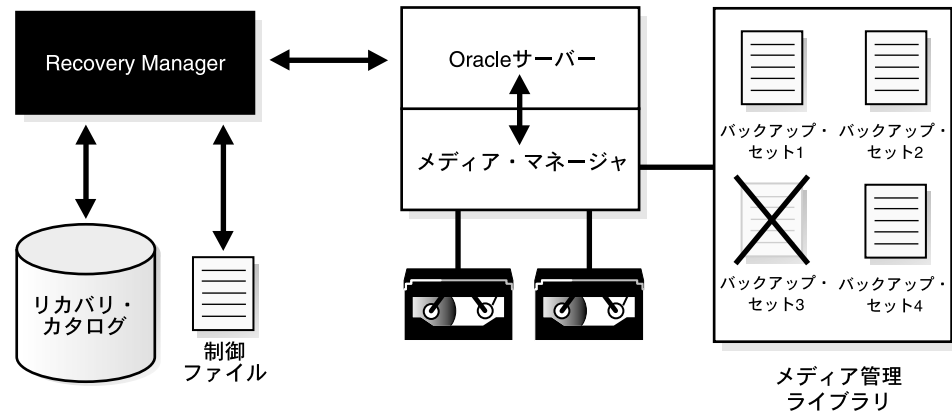 Recovery Manager
Oracleサーバー
メディア・マネージャ
バックアップ・
セット1
バックアップ・
セット2
バックアップ・
セット3
バックアップ・
セット4
リカバリ・
カタログ
制御
ファイル
メディア管理
ライブラリ